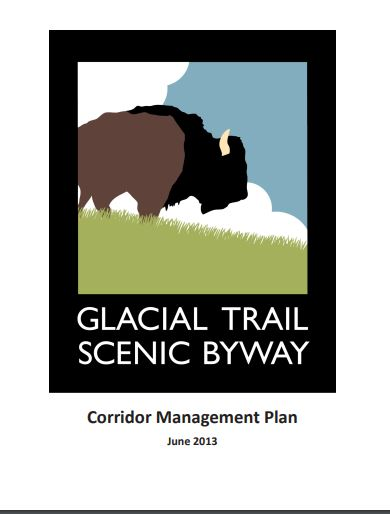 GLACIAL TRAIL
SCENIC BYWAY
Corridor Management Plan
June 2013